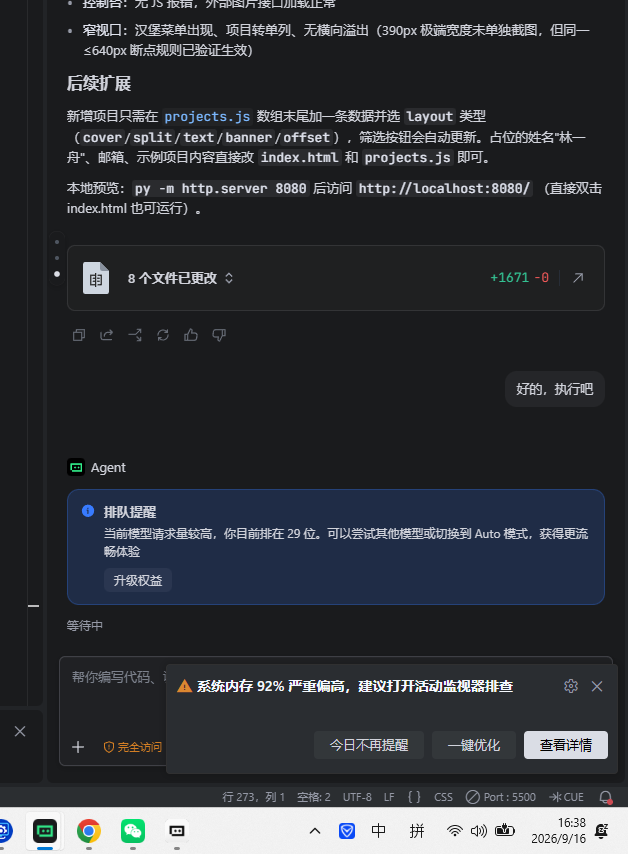 控制台：无 JS 报错，外部图片接口加载正常
窄视口：汉堡菜单出现、项目转单列、无横向溢出（390px 极端宽度未单独截图，但同一
≤640px 断点规则已验证生效）
后续扩展
新增项目只需在 projects.js 数组末尾加一条数据并选 layout 类型
（cover/split/text/banner/offset），筛选按钮会自动更新。占位的姓名"林一
舟"、邮箱、示例项目内容直接改 index.html 和 projects.js 即可。
本地预览：py -m http.server 8080 后访问 http://localhost:8080/ （直接双击
index.html 也可运行）。
8 个文件已更改
+1671 -0
好的，执行吧
Agent
排队提醒
当前模型请求量较高，你目前排在 29 位。可以尝试其他模型或切换到 Auto 模式，获得更流
畅体验
升级权益
等待中
帮你编写代码、
系统内存 92% 严重偏高，建议打开活动监视器排查
完全访问
今日不再提醒
一键优化
查看详情
行 273，列 1 空格: 2 UTF-8 LF { } CSS Port : 5500 CUE
中 拼
16:38
2026/9/16